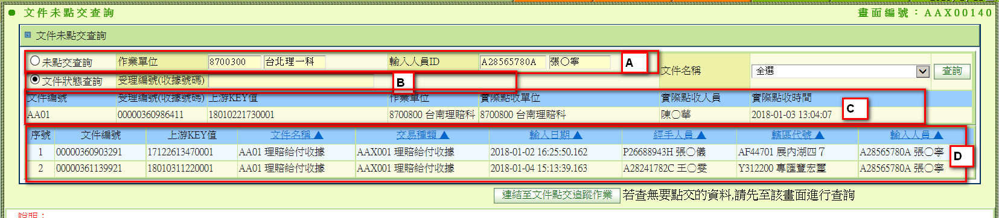 文件未點交查詢 畫面編號：AAX00140
文件未點交查詢
未點交查詢 作業單位 8700300 台北理一科 輸入人員ID A28565780A 張○寧 A
文件名稱 全選 查詢
文件狀態查詢 受理編號(收據號碼) B
文件編號 受理編號(收據號碼) 上游KEY值 作業單位 實際點收單位 實際點收人員 實際點收時間
AA01 00000360986411 18010221730001 8700800 台南理賠科 8700800 台南理賠科 陳○華 2018-01-03 13:04:07 C
序號 文件編號 上游KEY值 文件名稱▲ 交易種類▲ 輸入日期▲ 經手人員▲ 轄區代號▲ 輸入人員▲
1 00000360903291 17122613470001 AA01 理賠給付收據 AAX001 理賠給付收據 2018-01-02 16:25:50.162 P26688943H 張○儀 AF44701 展內湖四7 A28565780A 張○寧 D
2 00000361139921 18010311220001 AA01 理賠給付收據 AAX001 理賠給付收據 2018-01-04 15:13:39.163 A28241782C 王○雯 Y312200 專匯豐宏璽 A28565780A 張○寧
連結至文件點交追蹤作業 若查無要點交的資料,請先至該畫面進行查詢
說明：